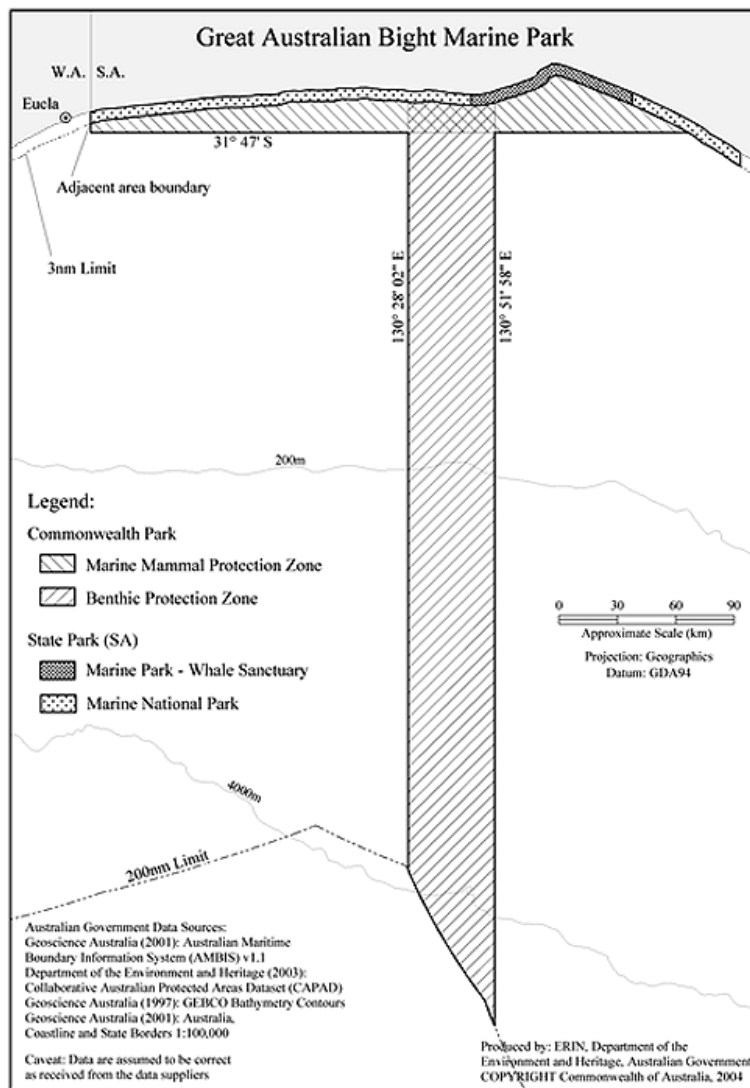 Great Australian Bight Marine Park
W.A. S.A.
Eucla
31° 47' S
Adjacent area boundary
3nm Limit
130° 28' 02" E
130° 51' 58" E
200m
Legend:
Commonwealth Park
Marine Mammal Protection Zone
Benthic Protection Zone
State Park (SA)
Marine Park - Whale Sanctuary
Marine National Park
0 30 60 90
Approximate Scale (km)
Projection: Geographics
Datum: GDA94
4000m
200nm Limit
Australian Government Data Sources:
Geoscience Australia (2001): Australian Maritime
Boundary Information System (AMBIS) v1.1
Department of the Environment and Heritage (2003):
Collaborative Australian Protected Areas Dataset (CAPAD)
Geoscience Australia (1997): GEBCO Bathymetry Contours
Geoscience Australia (2001): Australia,
Coastline and State Borders 1:100,000
Caveat: Data are assumed to be correct
as received from the data suppliers
Produced by: ERIN, Department of the
Environment and Heritage, Australian Government
COPYRIGHT Commonwealth of Australia, 2004